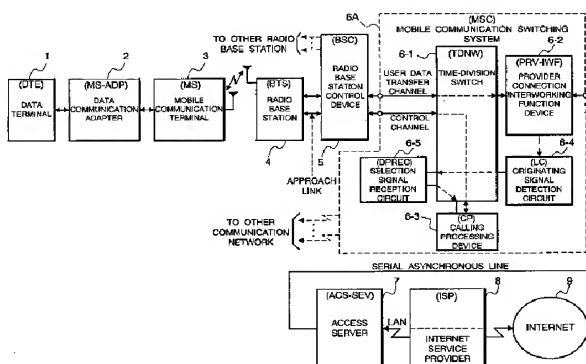 6A
(MSC)
MOBILE COMMUNICATION SWITCHING
SYSTEM
TO OTHER RADIO
BASE STATION
(BSC)
RADIO
BASE
STATION
CONTROL
DEVICE
5
6-1
(TDNW)
TIME-DIVISION
SWITCH
6-2
(PRV-IWF)
PROVIDER
CONNECTION
INTERWORKING
FUNCTION
DEVICE
USER DATA
TRANSFER
CHANNEL
CONTROL
CHANNEL
1
(DTE)
DATA
TERMINAL
2
(MS-ADP)
DATA
COMMUNICATION
ADAPTER
3
(MS)
MOBILE
COMMUNICATION
TERMINAL
(BTS)
RADIO
BASE
STATION
4
APPROACH
LINK
6-5
(DPREC)
SELECTION
SIGNAL
RECEPTION
CIRCUIT
6-4
(LC)
ORIGINATING
SIGNAL
DETECTION
CIRCUIT
6-3
(CP)
CALLING
PROCESSING
DEVICE
TO OTHER
COMMUNICATION
NETWORK
SERIAL ASYNCHRONOUS LINE
7
(ACS-SEV)
ACCESS
SERVER
LAN
8
(ISP)
INTERNET
SERVICE
PROVIDER
9
INTERNET